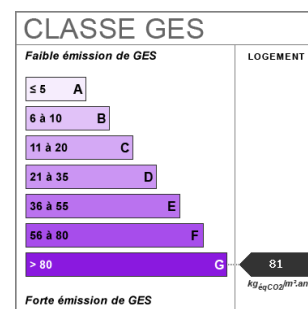 CLASSE GES
Faible émission de GES
LOGEMENT
≤ 5 A
6 à 10 B
11 à 20 C
21 à 35 D
36 à 55 E
56 à 80 F
> 80 G 81
kgéqCO2/m².an
Forte émission de GES